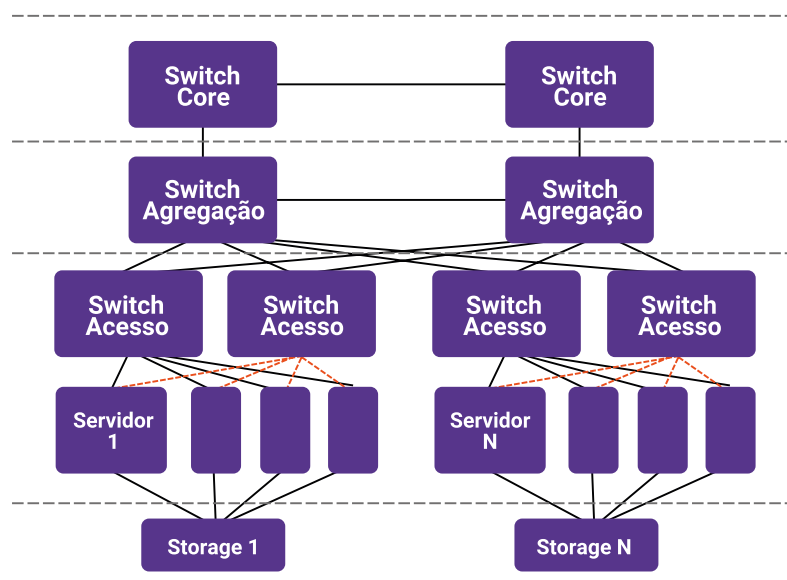 Switch
Core
Switch
Core
Switch
Agregação
Switch
Agregação
Switch
Acesso
Switch
Acesso
Switch
Acesso
Switch
Acesso
Servidor
1
Servidor
N
Storage 1
Storage N